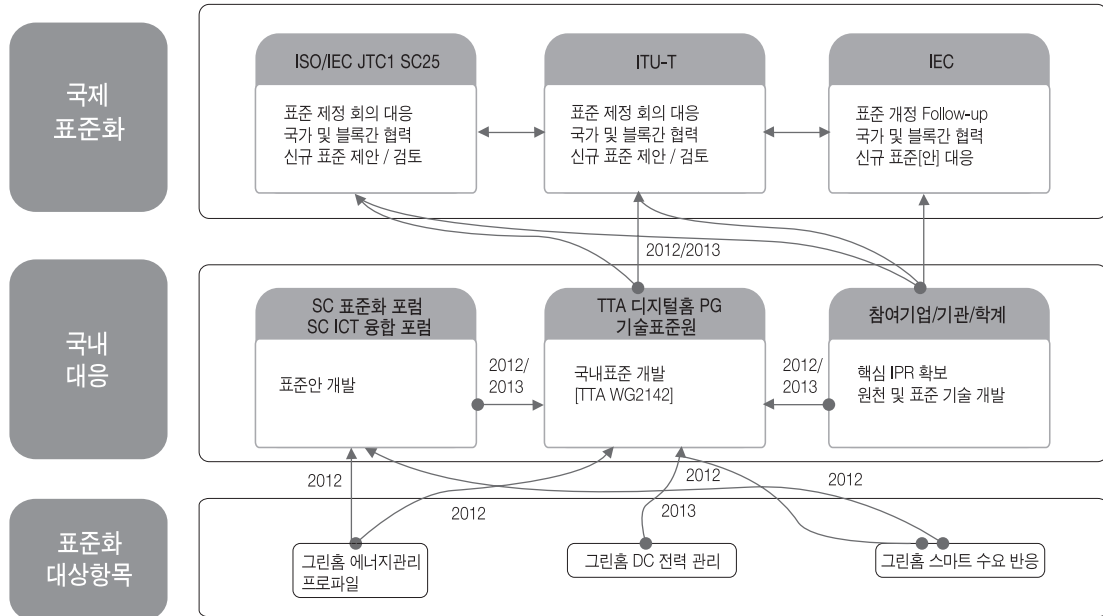 국제
표준화
ISO/IEC JTC1 SC25
표준 제정 회의 대응
국가 및 블록간 협력
신규 표준 제안 / 검토
ITU-T
표준 제정 회의 대응
국가 및 블록간 협력
신규 표준 제안 / 검토
IEC
표준 개정 Follow-up
국가 및 블록간 협력
신규 표준[안] 대응
2012/2013
국내
대응
SC 표준화 포럼
SC ICT 융합 포럼
표준안 개발
2012/
2013
TTA 디지털홈 PG
기술표준원
국내표준 개발
[TTA WG2142]
2012/
2013
참여기업/기관/학계
핵심 IPR 확보
원천 및 표준 기술 개발
2012
2012
2013
2012
2012
표준화
대상항목
그린홈 에너지관리
프로파일
그린홈 DC 전력 관리
그린홈 스마트 수요 반응